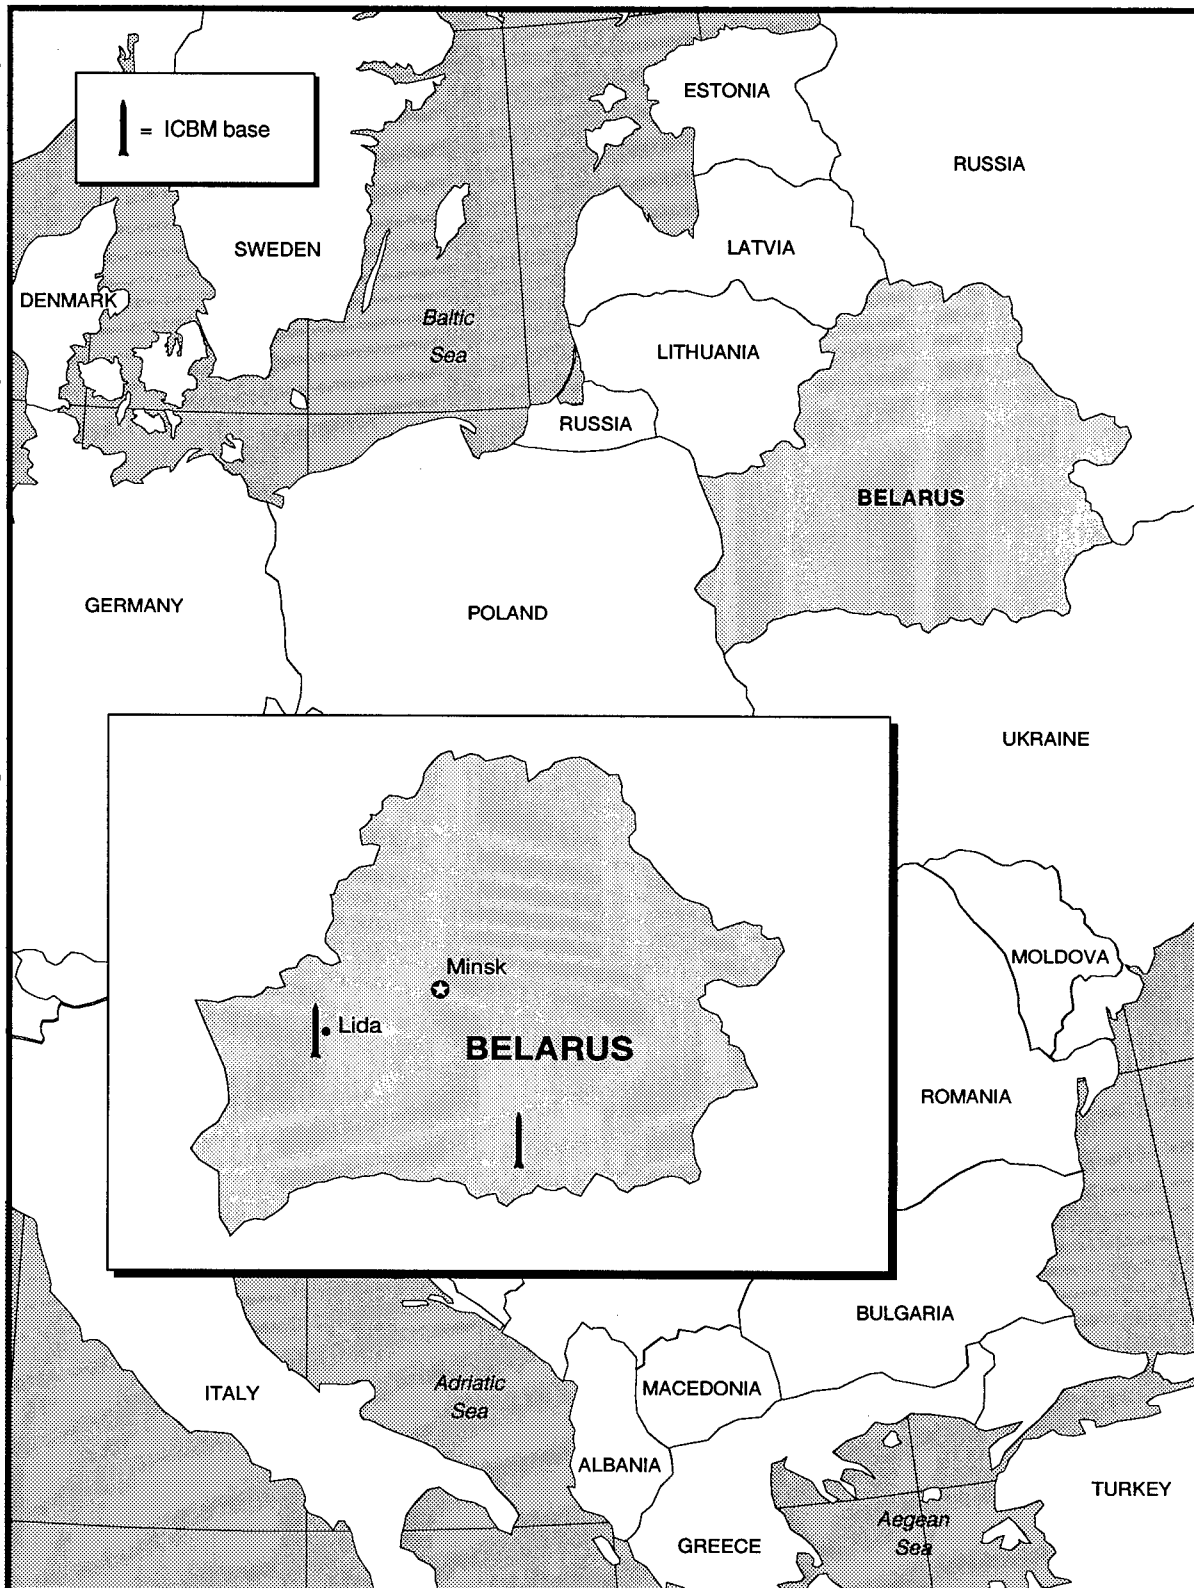 ESTONIA
= ICBM base
RUSSIA
SWEDEN
LATVIA
DENMARK
Baltic
Sea
LITHUANIA
RUSSIA
BELARUS
GERMANY
POLAND
UKRAINE
MOLDOVA
Minsk
Lida
BELARUS
ROMANIA
BULGARIA
ITALY
Adriatic
Sea
MACEDONIA
ALBANIA
TURKEY
Aegean
Sea
GREECE